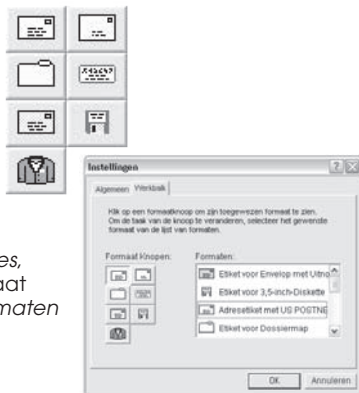 Instellingen
Algemeen Werkbalk
Klik op een formaatknoop om zijn toegewezen formaat te zien.
Om de taak van de knoop te veranderen, selecteer het gewenste
formaat van de lijst van formaten.
es,
aat
maten
Formaat Knopen:
Formaten:
Etiket voor Envelop met Uitno
Etiket voor 3,5-inch-Diskette
Adresetiket met US POSTNE
Etiket voor Dossiermap
OK
Annuleren